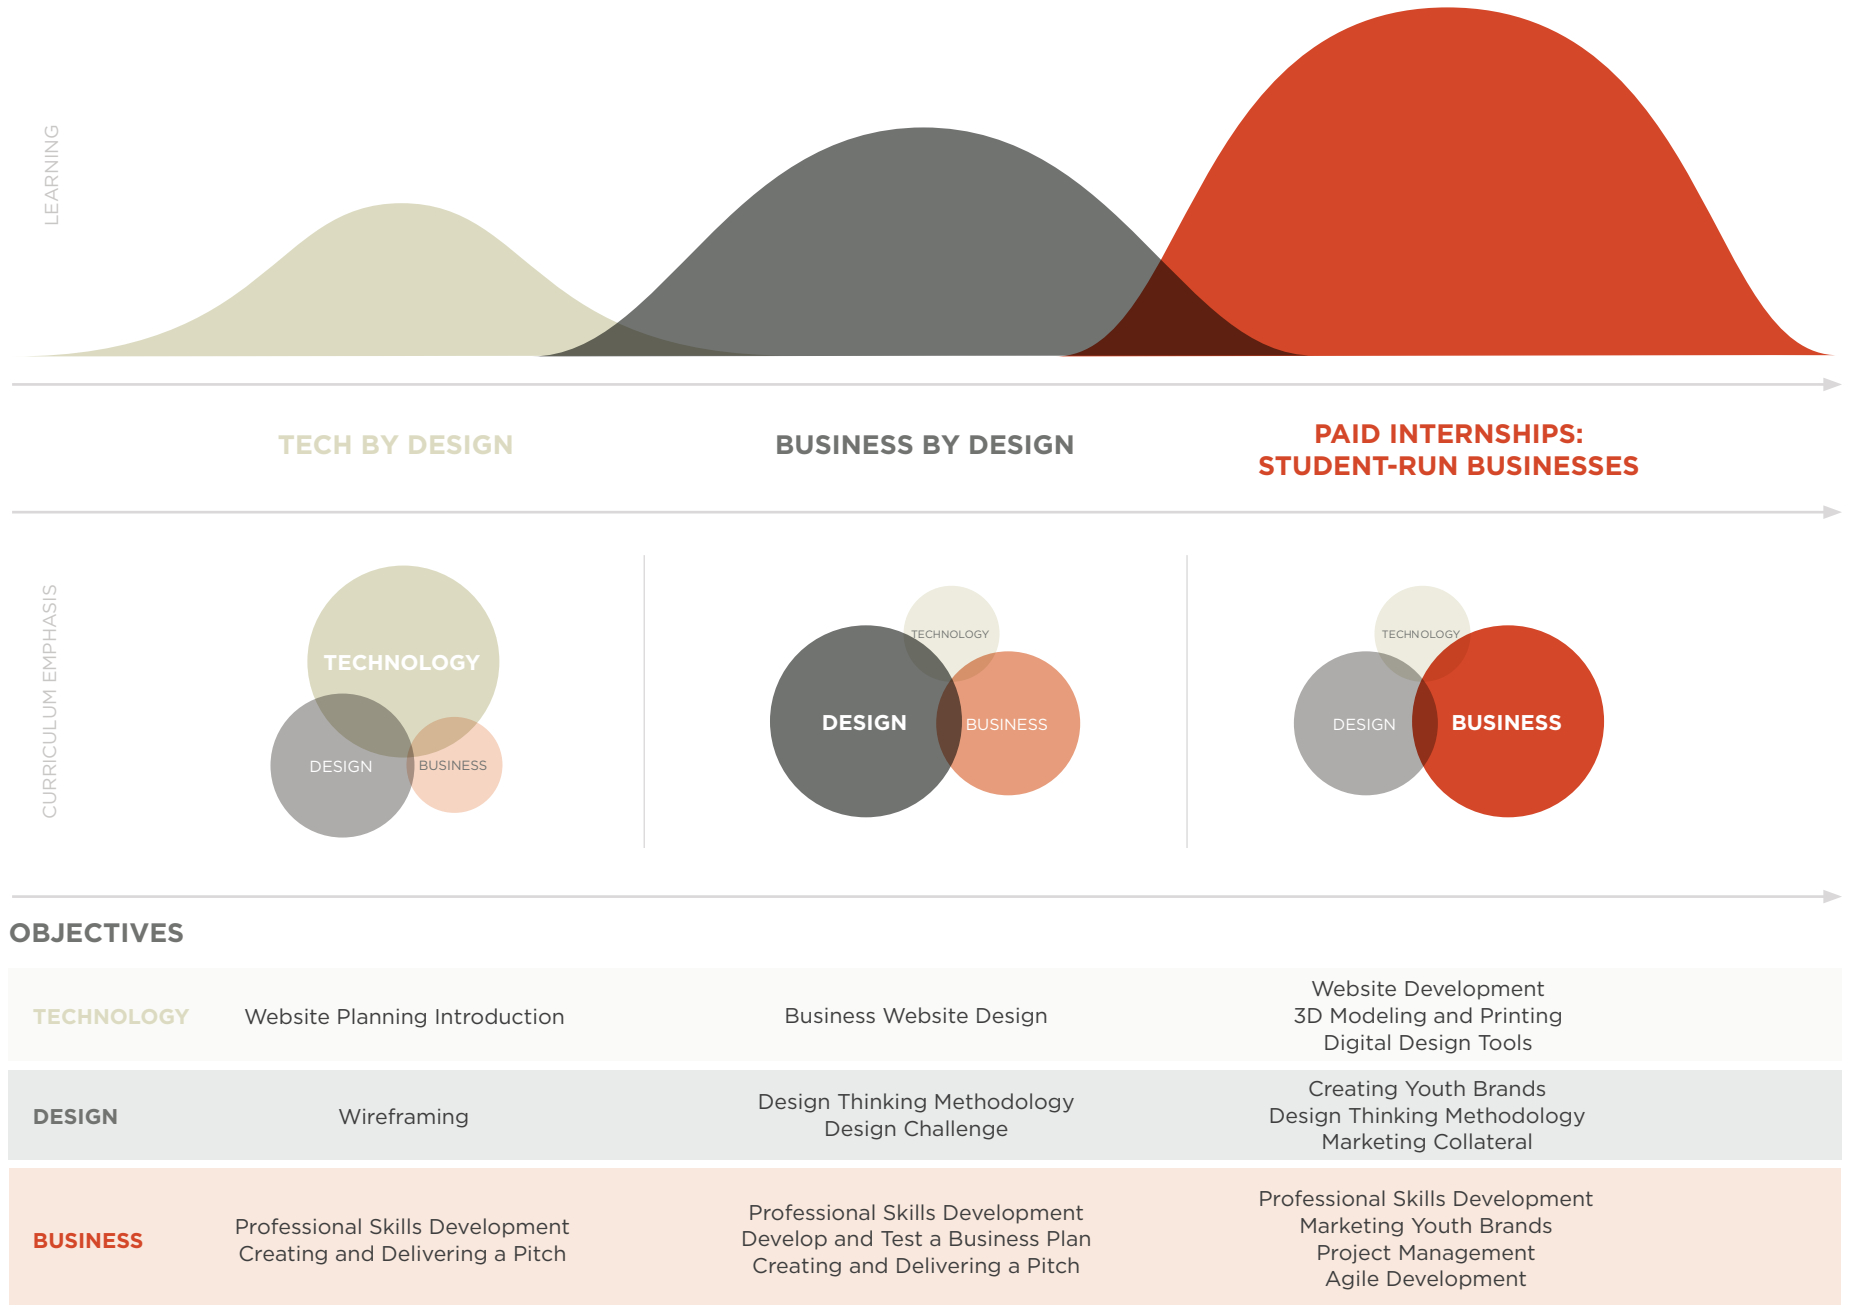 LEARNING
TECH BY DESIGN
BUSINESS BY DESIGN
PAID INTERNSHIPS:
STUDENT-RUN BUSINESSES
CURRICULUM EMPHASIS
TECHNOLOGY
DESIGN
BUSINESS
TECHNOLOGY
DESIGN
BUSINESS
TECHNOLOGY
DESIGN
BUSINESS
OBJECTIVES
TECHNOLOGY
Website Planning Introduction
Business Website Design
Website Development
3D Modeling and Printing
Digital Design Tools
DESIGN
Wireframing
Design Thinking Methodology
Design Challenge
Creating Youth Brands
Design Thinking Methodology
Marketing Collateral
BUSINESS
Professional Skills Development
Creating and Delivering a Pitch
Professional Skills Development
Develop and Test a Business Plan
Creating and Delivering a Pitch
Professional Skills Development
Marketing Youth Brands
Project Management
Agile Development